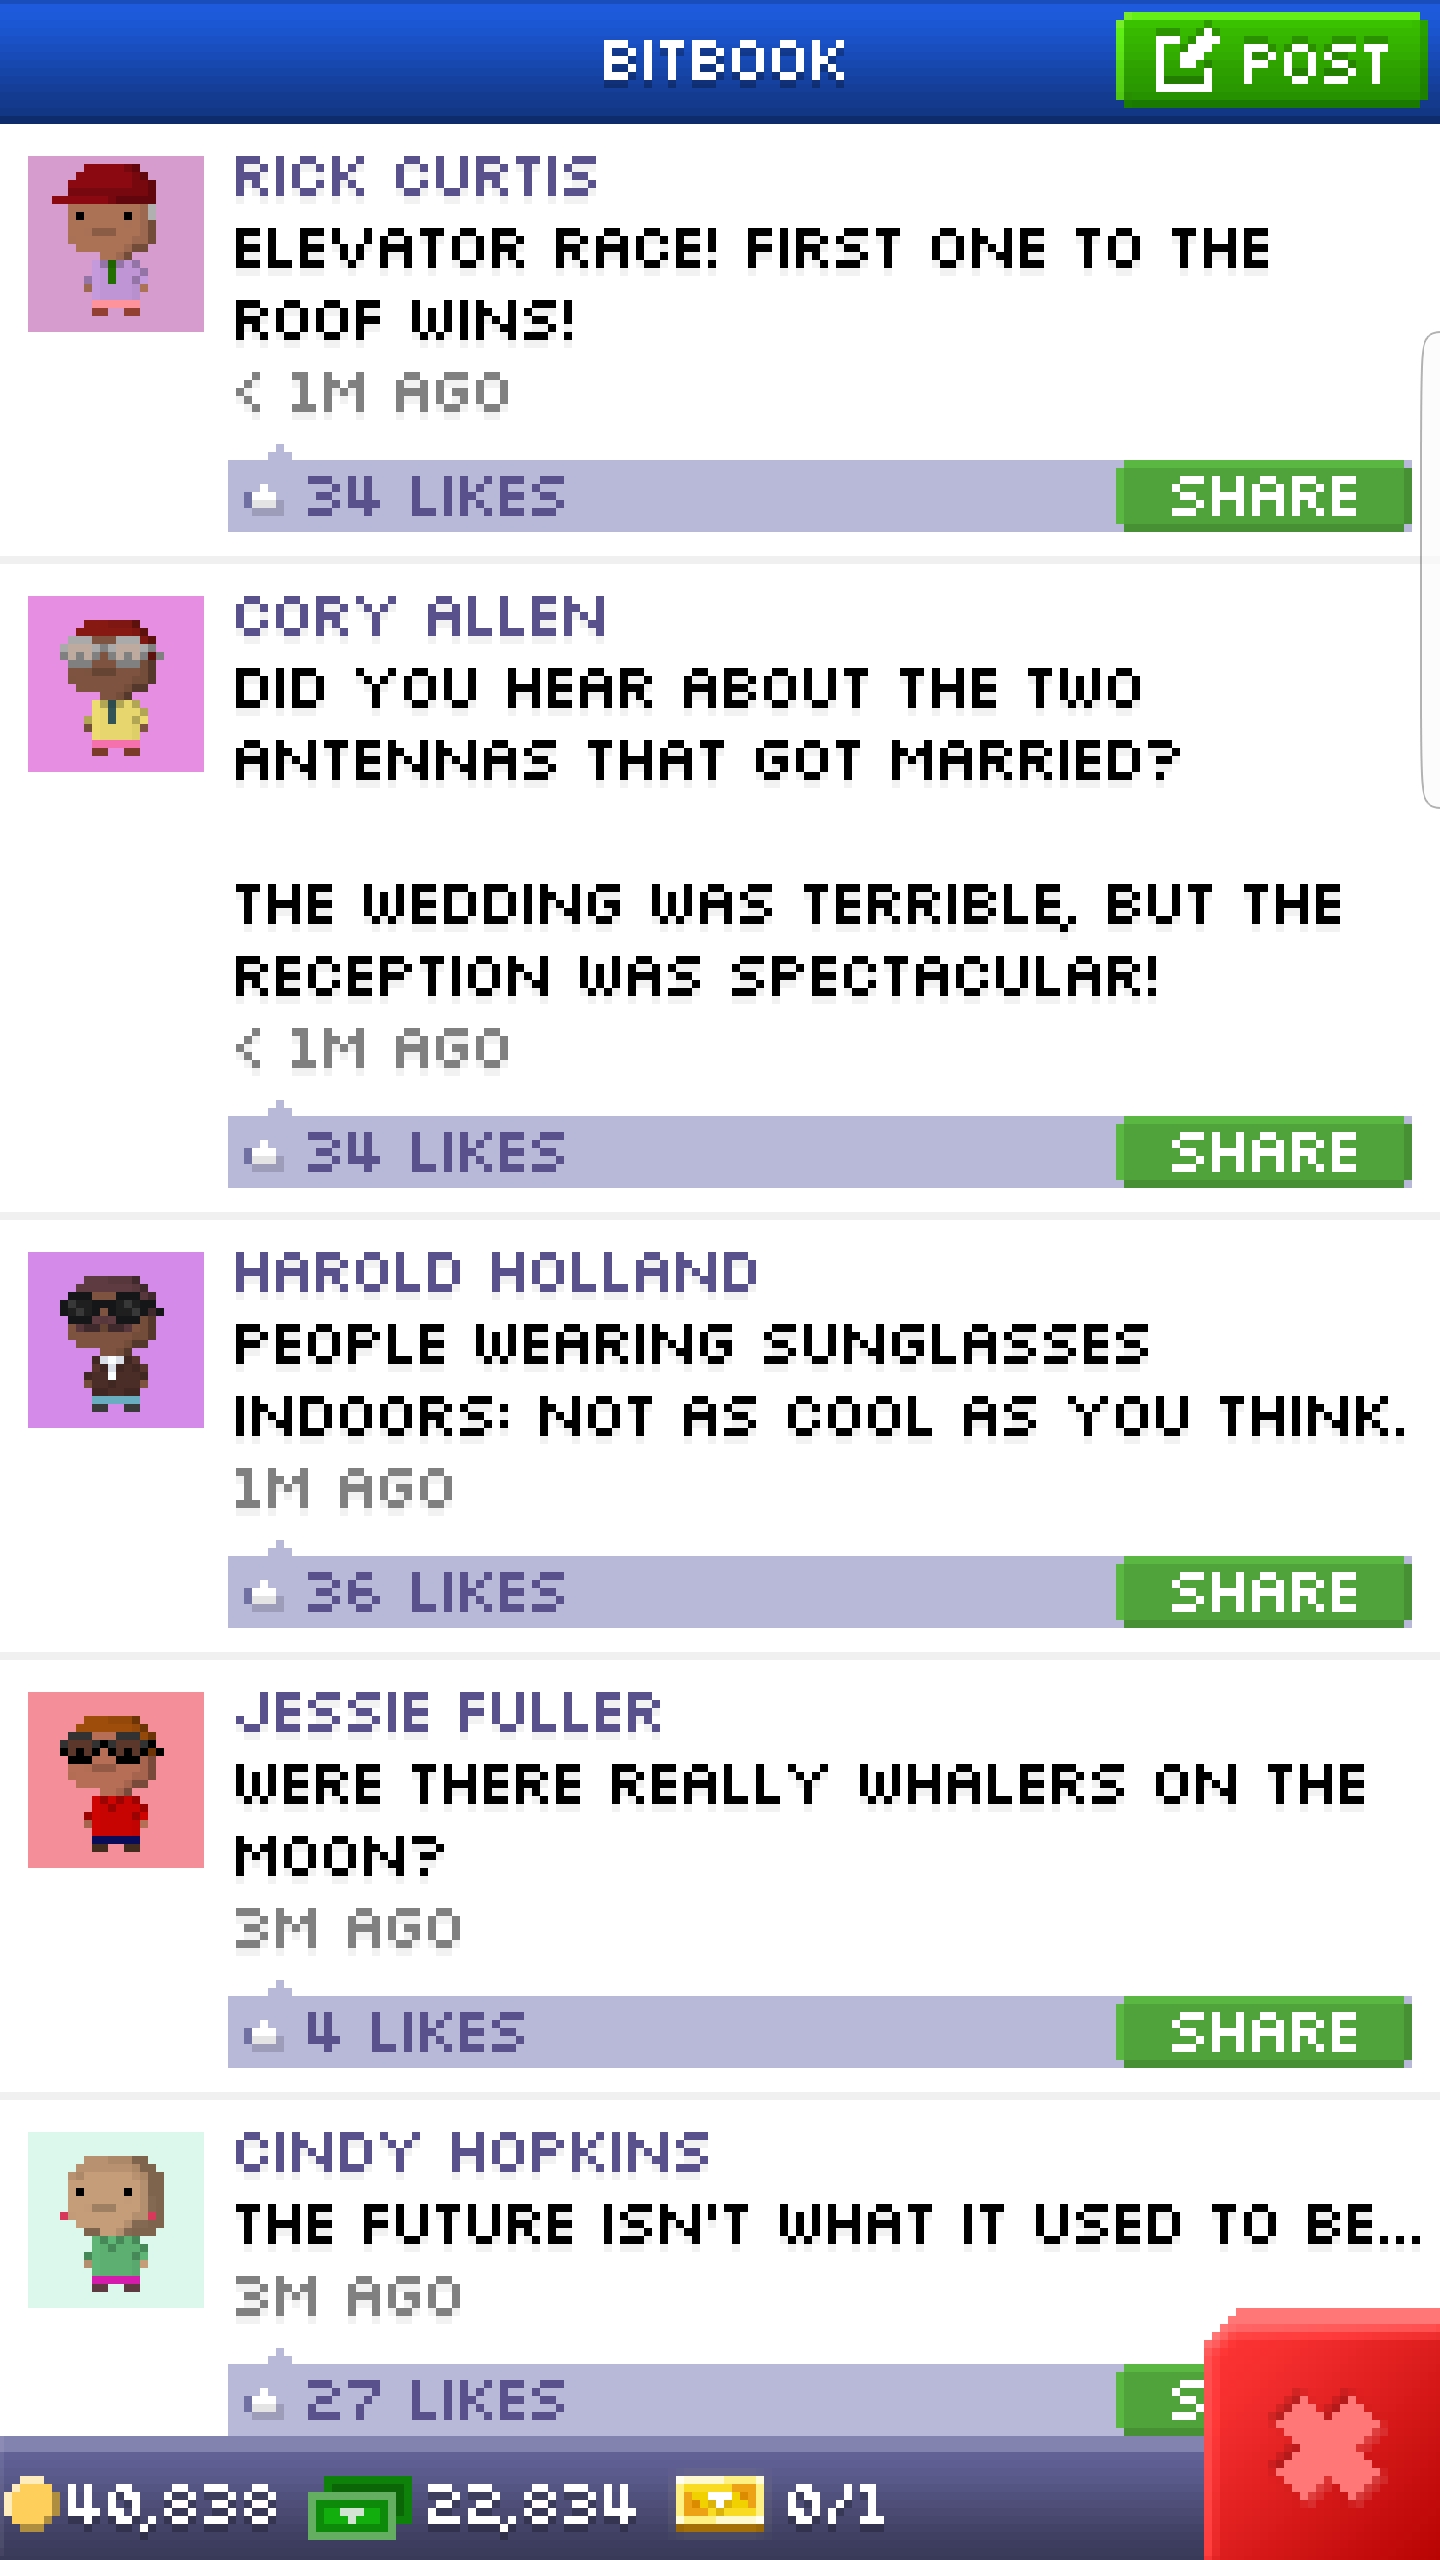 BITBOOK
POST
RICK CURTIS
ELEVATOR RACE! FIRST ONE TO THE
ROOF WINS!
< 1M AGO
34 LIKES
SHARE
CORY ALLEN
DID YOU HEAR ABOUT THE TWO
ANTENNAS THAT GOT MARRIED?
THE WEDDING WAS TERRIBLE, BUT THE
RECEPTION WAS SPECTACULAR!
< 1M AGO
34 LIKES
SHARE
HAROLD HOLLAND
PEOPLE WEARING SUNGLASSES
INDOORS: NOT AS COOL AS YOU THINK.
1M AGO
36 LIKES
SHARE
JESSIE FULLER
WERE THERE REALLY WHALERS ON THE
MOON?
3M AGO
4 LIKES
SHARE
CINDY HOPKINS
THE FUTURE ISN'T WHAT IT USED TO BE...
3M AGO
27 LIKES
S
40,838
22,834
0/1